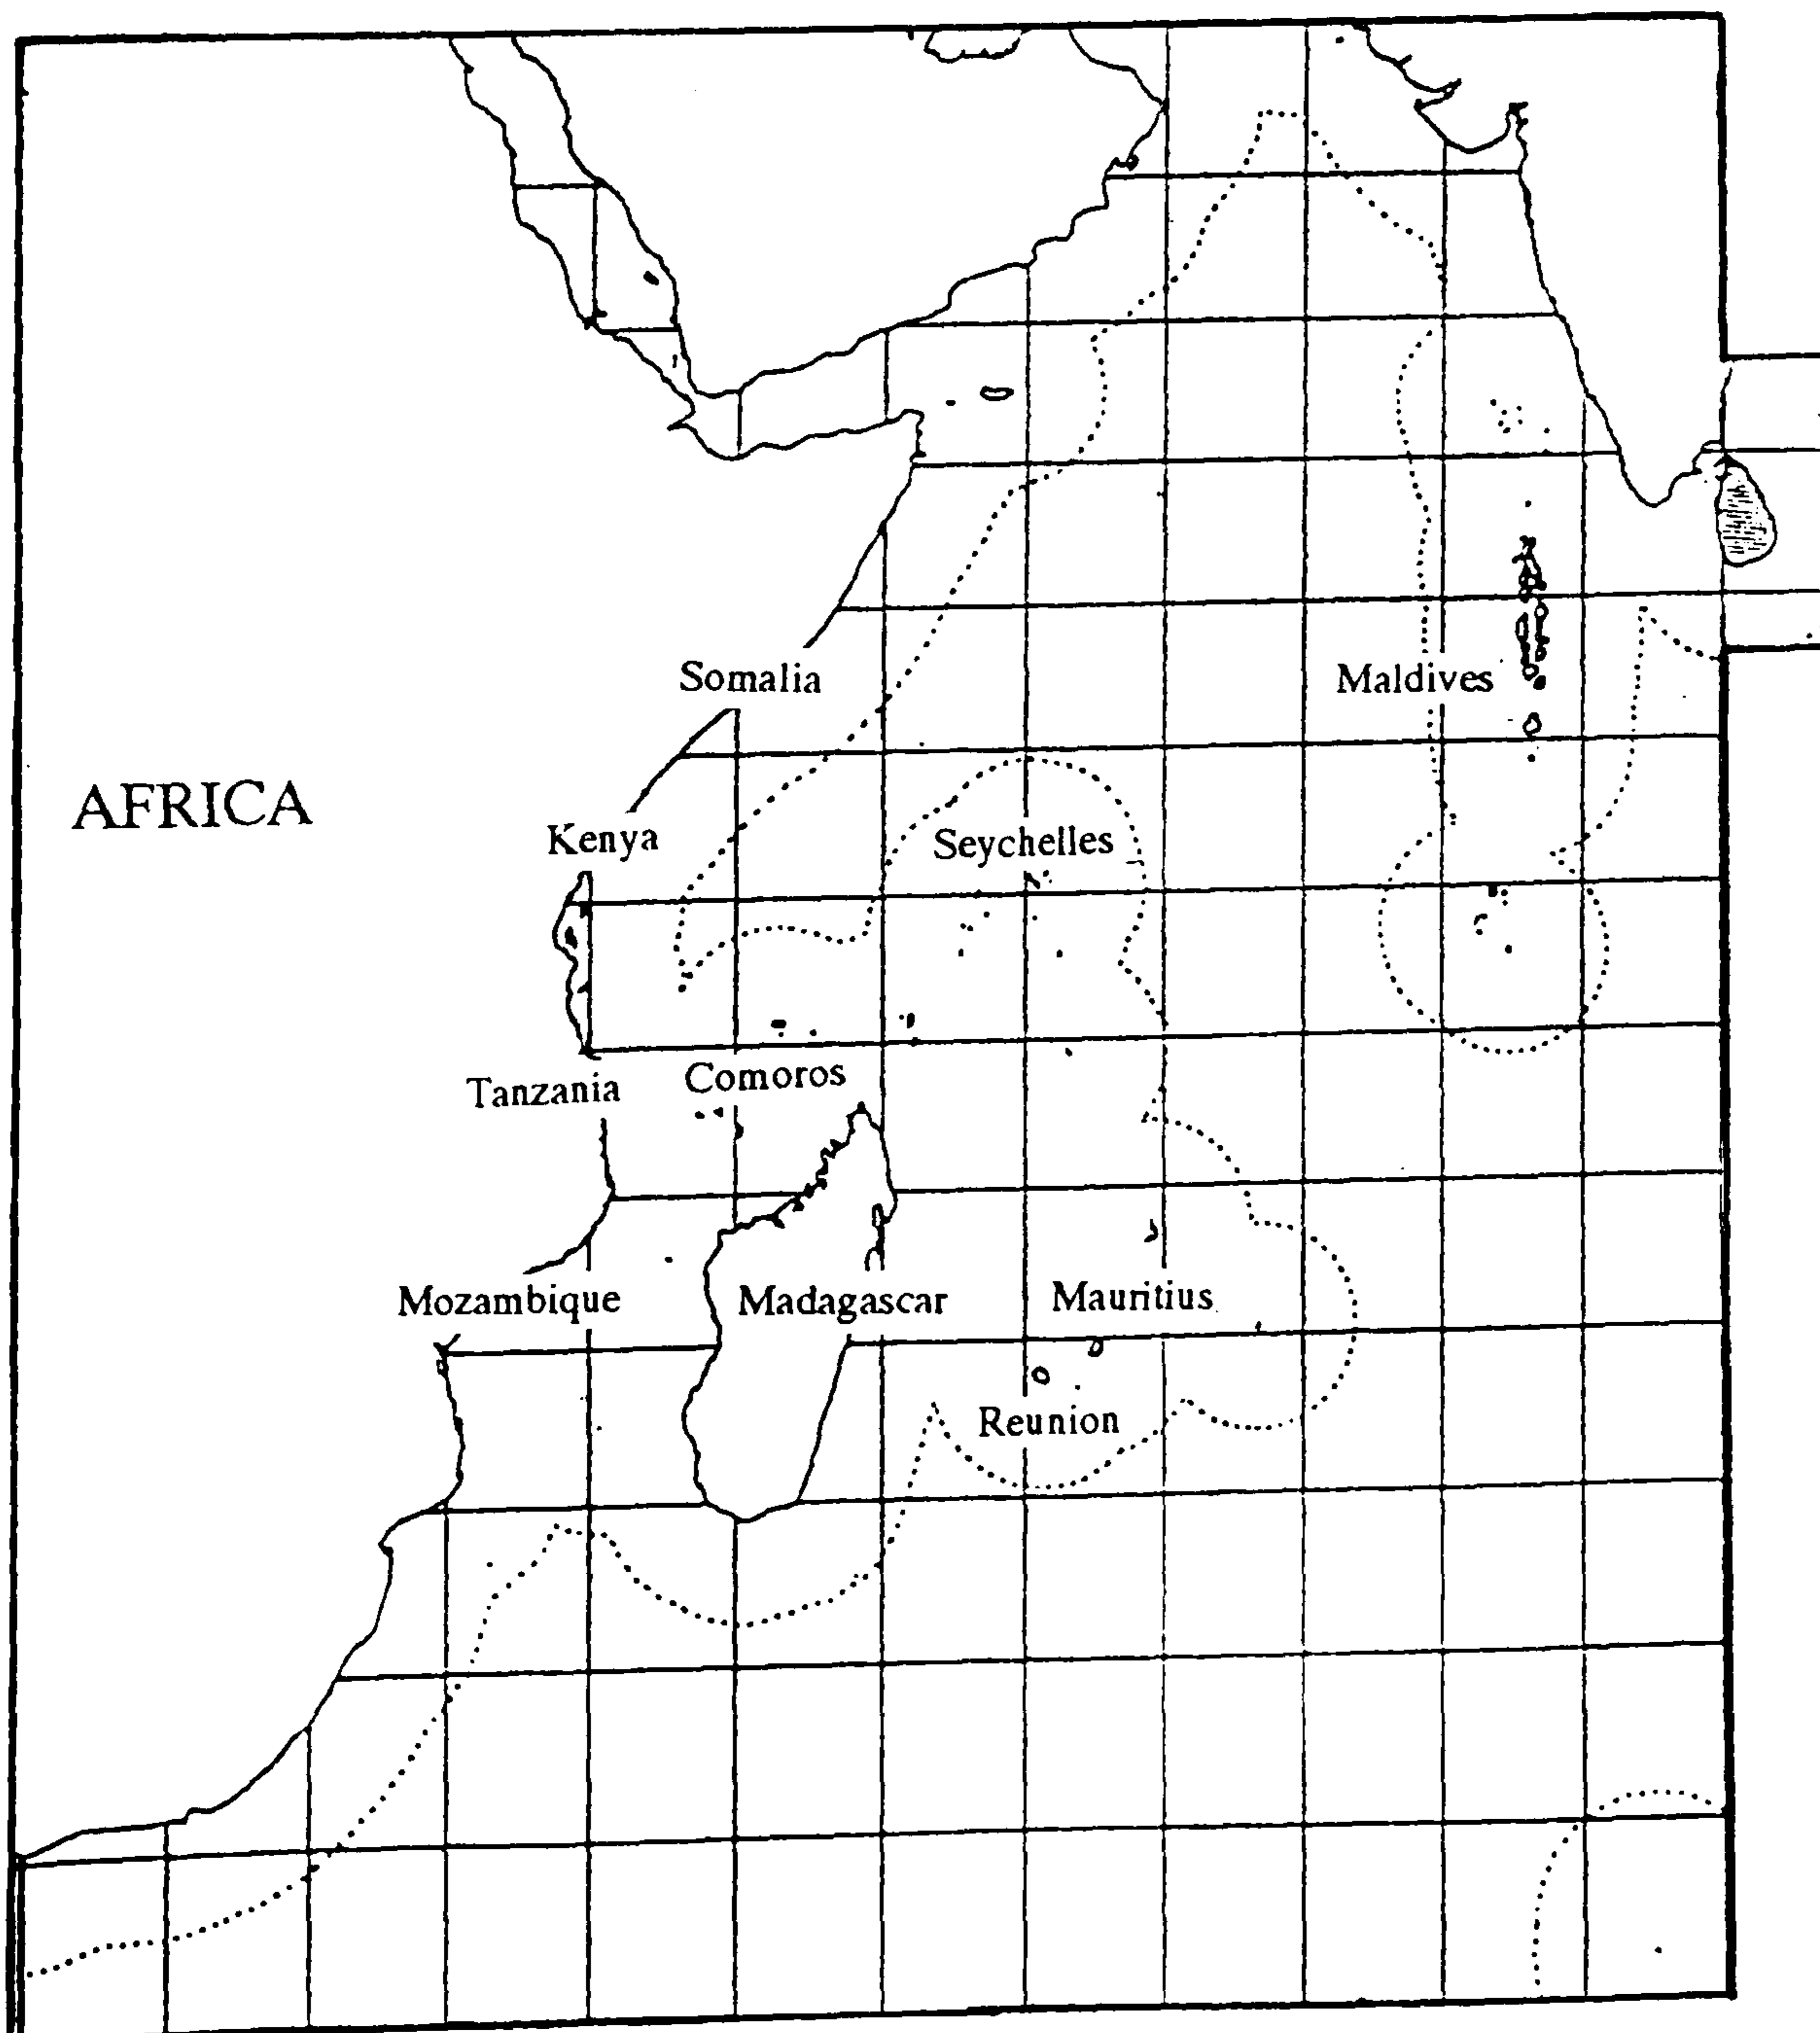 Somalia
Maldives
AFRICA
Kenya
Seychelles
Tanzania
Comoros
Mozambique
Madagascar
Mauritius
Reunion